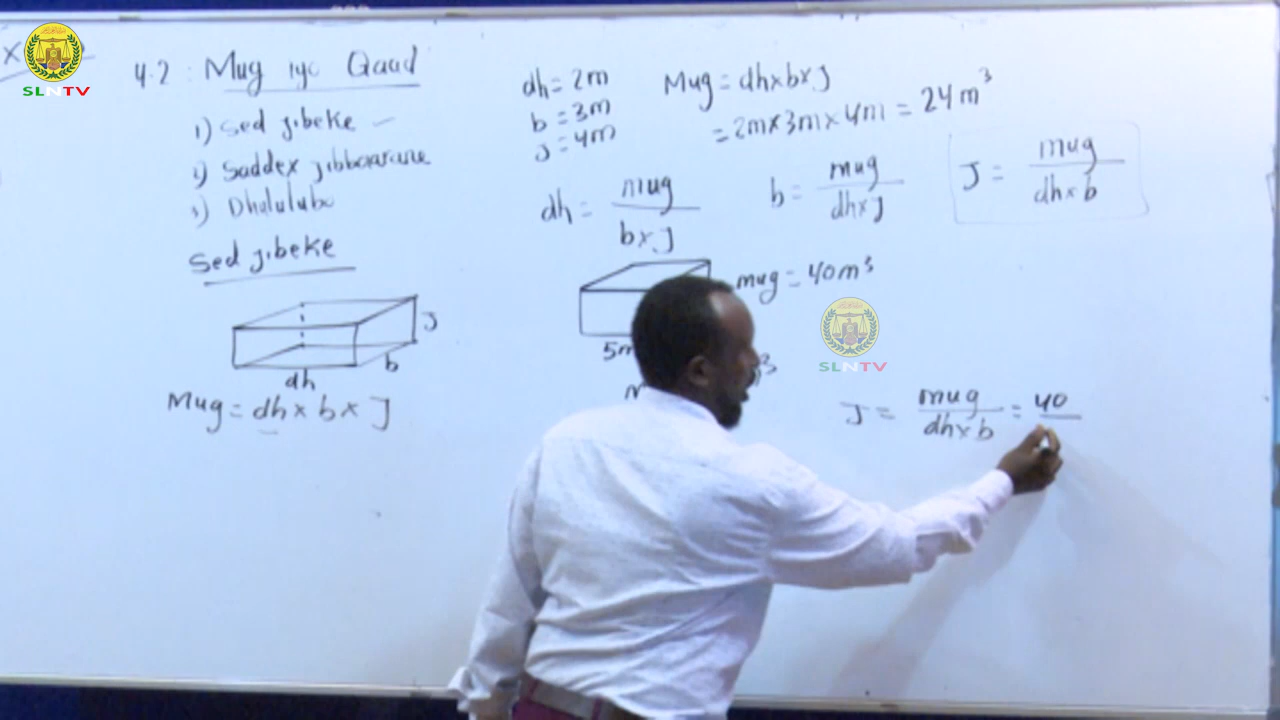 SLNTV
4.2 : Mug iyo Qaad
1) Sed jibeke
2) Saddex jibbaarane
3) Dhululubo
Sed jibeke
J
b
dh
Mug = dh x b x J
dh = 2m
b = 3m
J = 4m
Mug = dh x b x J
= 2m x 3m x 4m = 24m³
dh = mug
b x J
b = mug
dh x J
J = mug
dh x b
mug = 40m³
5m
SLNTV
J = mug = 40
dh x b